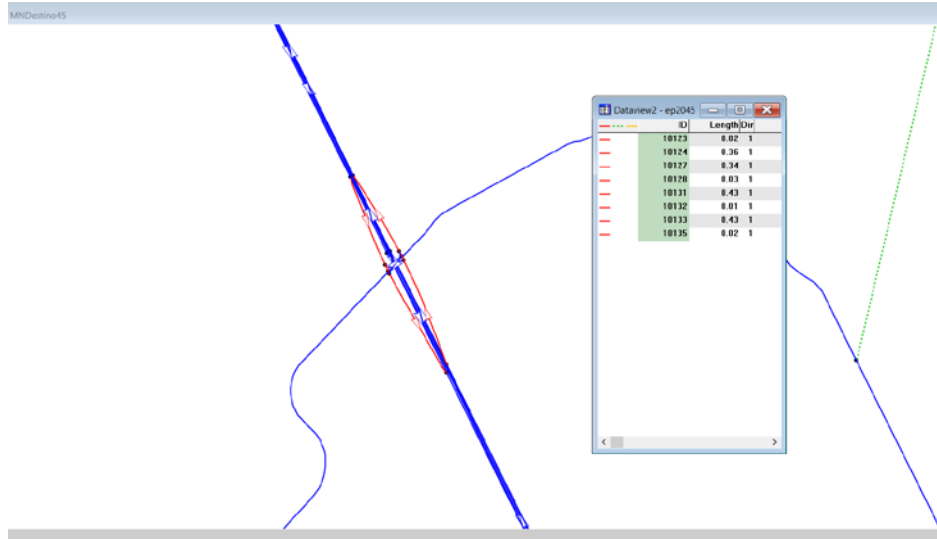 MNDestino45
Dataview2 - ep2045
ID Length Dir
10123 0.02 1
10124 0.36 1
10127 0.34 1
10128 0.03 1
10131 0.43 1
10132 0.01 1
10133 0.43 1
10135 0.02 1